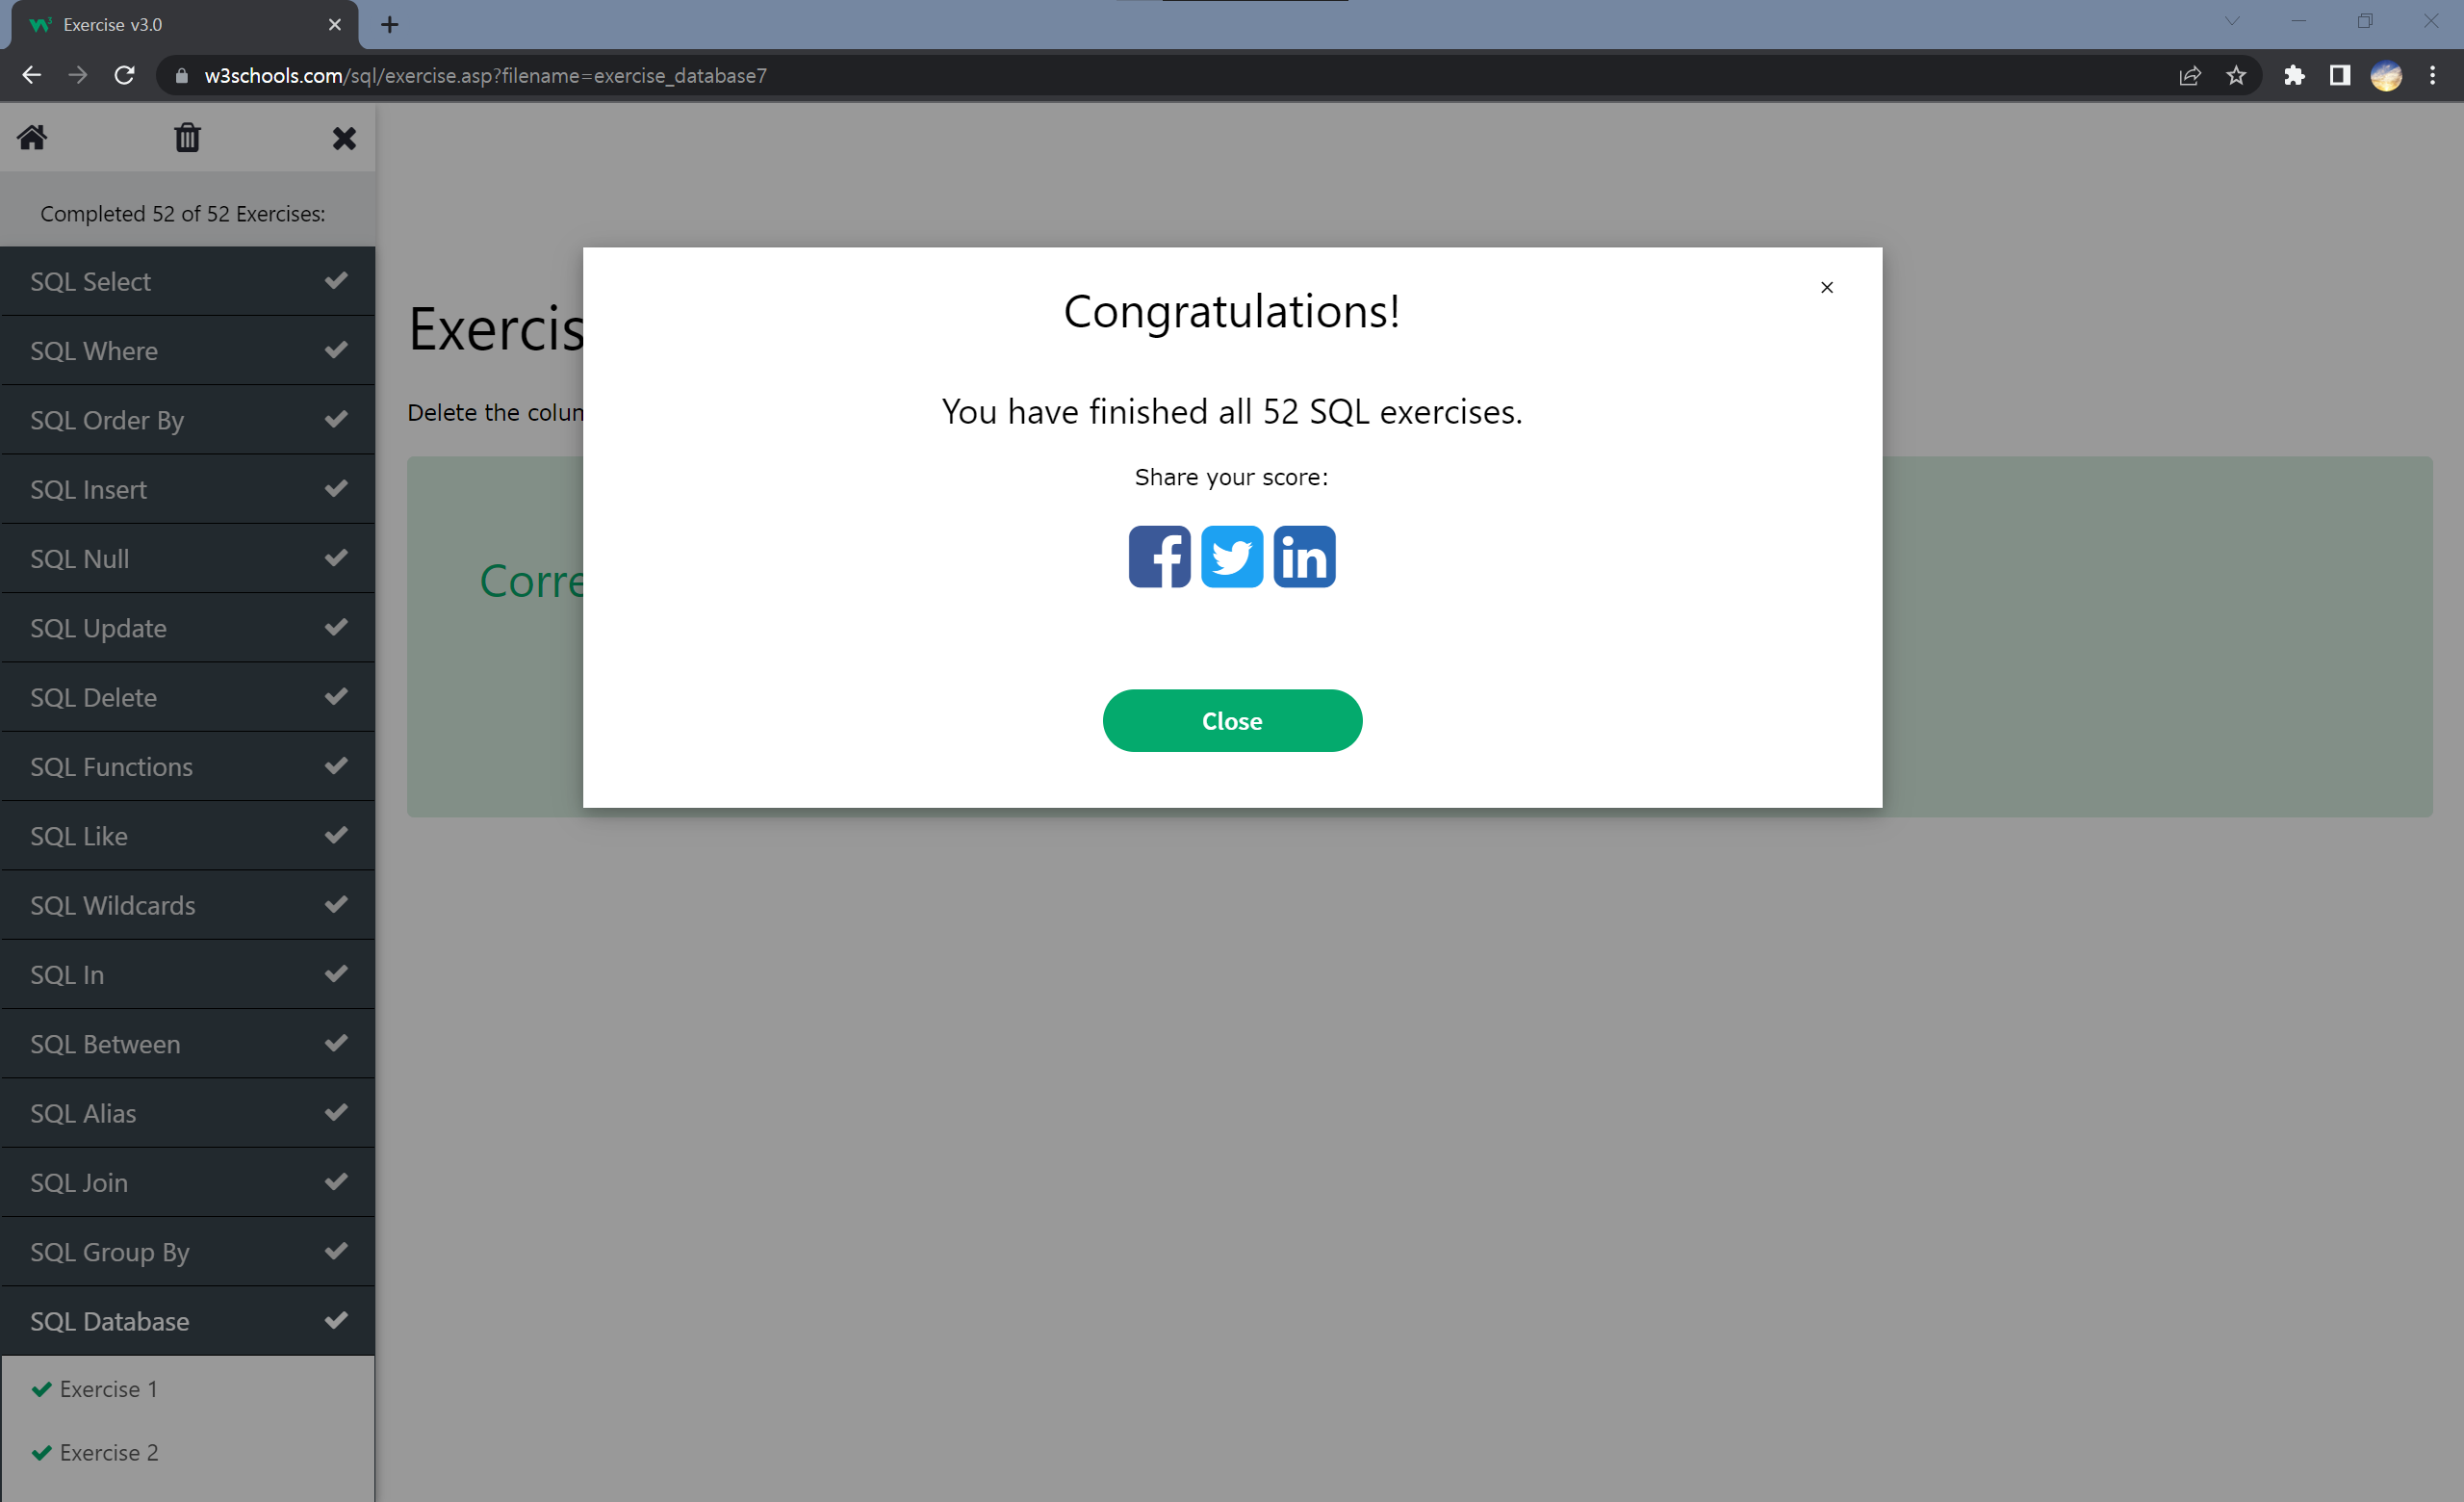 Exercise v3.0
w3schools.com/sql/exercise.asp?filename=exercise_database7
Completed 52 of 52 Exercises:
SQL Select
SQL Where
SQL Order By
SQL Insert
SQL Null
SQL Update
SQL Delete
SQL Functions
SQL Like
SQL Wildcards
SQL In
SQL Between
SQL Alias
SQL Join
SQL Group By
SQL Database
Exercise 1
Exercise 2
Exercis
Delete the colum
Corre
Congratulations!
×
You have finished all 52 SQL exercises.
Share your score:
Close